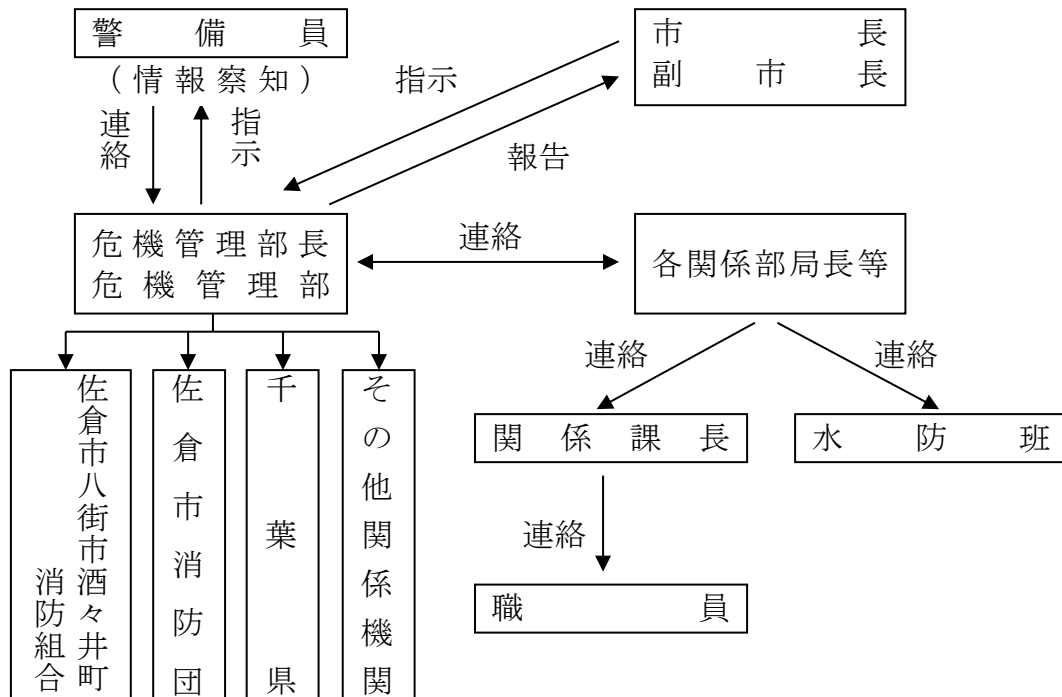 警備員
(情報察知)
連絡
指示
市長
副市長
指示
報告
危機管理部長
危機管理部
連絡
各関係部局長等
連絡
連絡
関係課長
水防班
連絡
職員
佐倉市八街市酒々井町
消防組合
佐倉市消防団
千葉県
その他関係機関